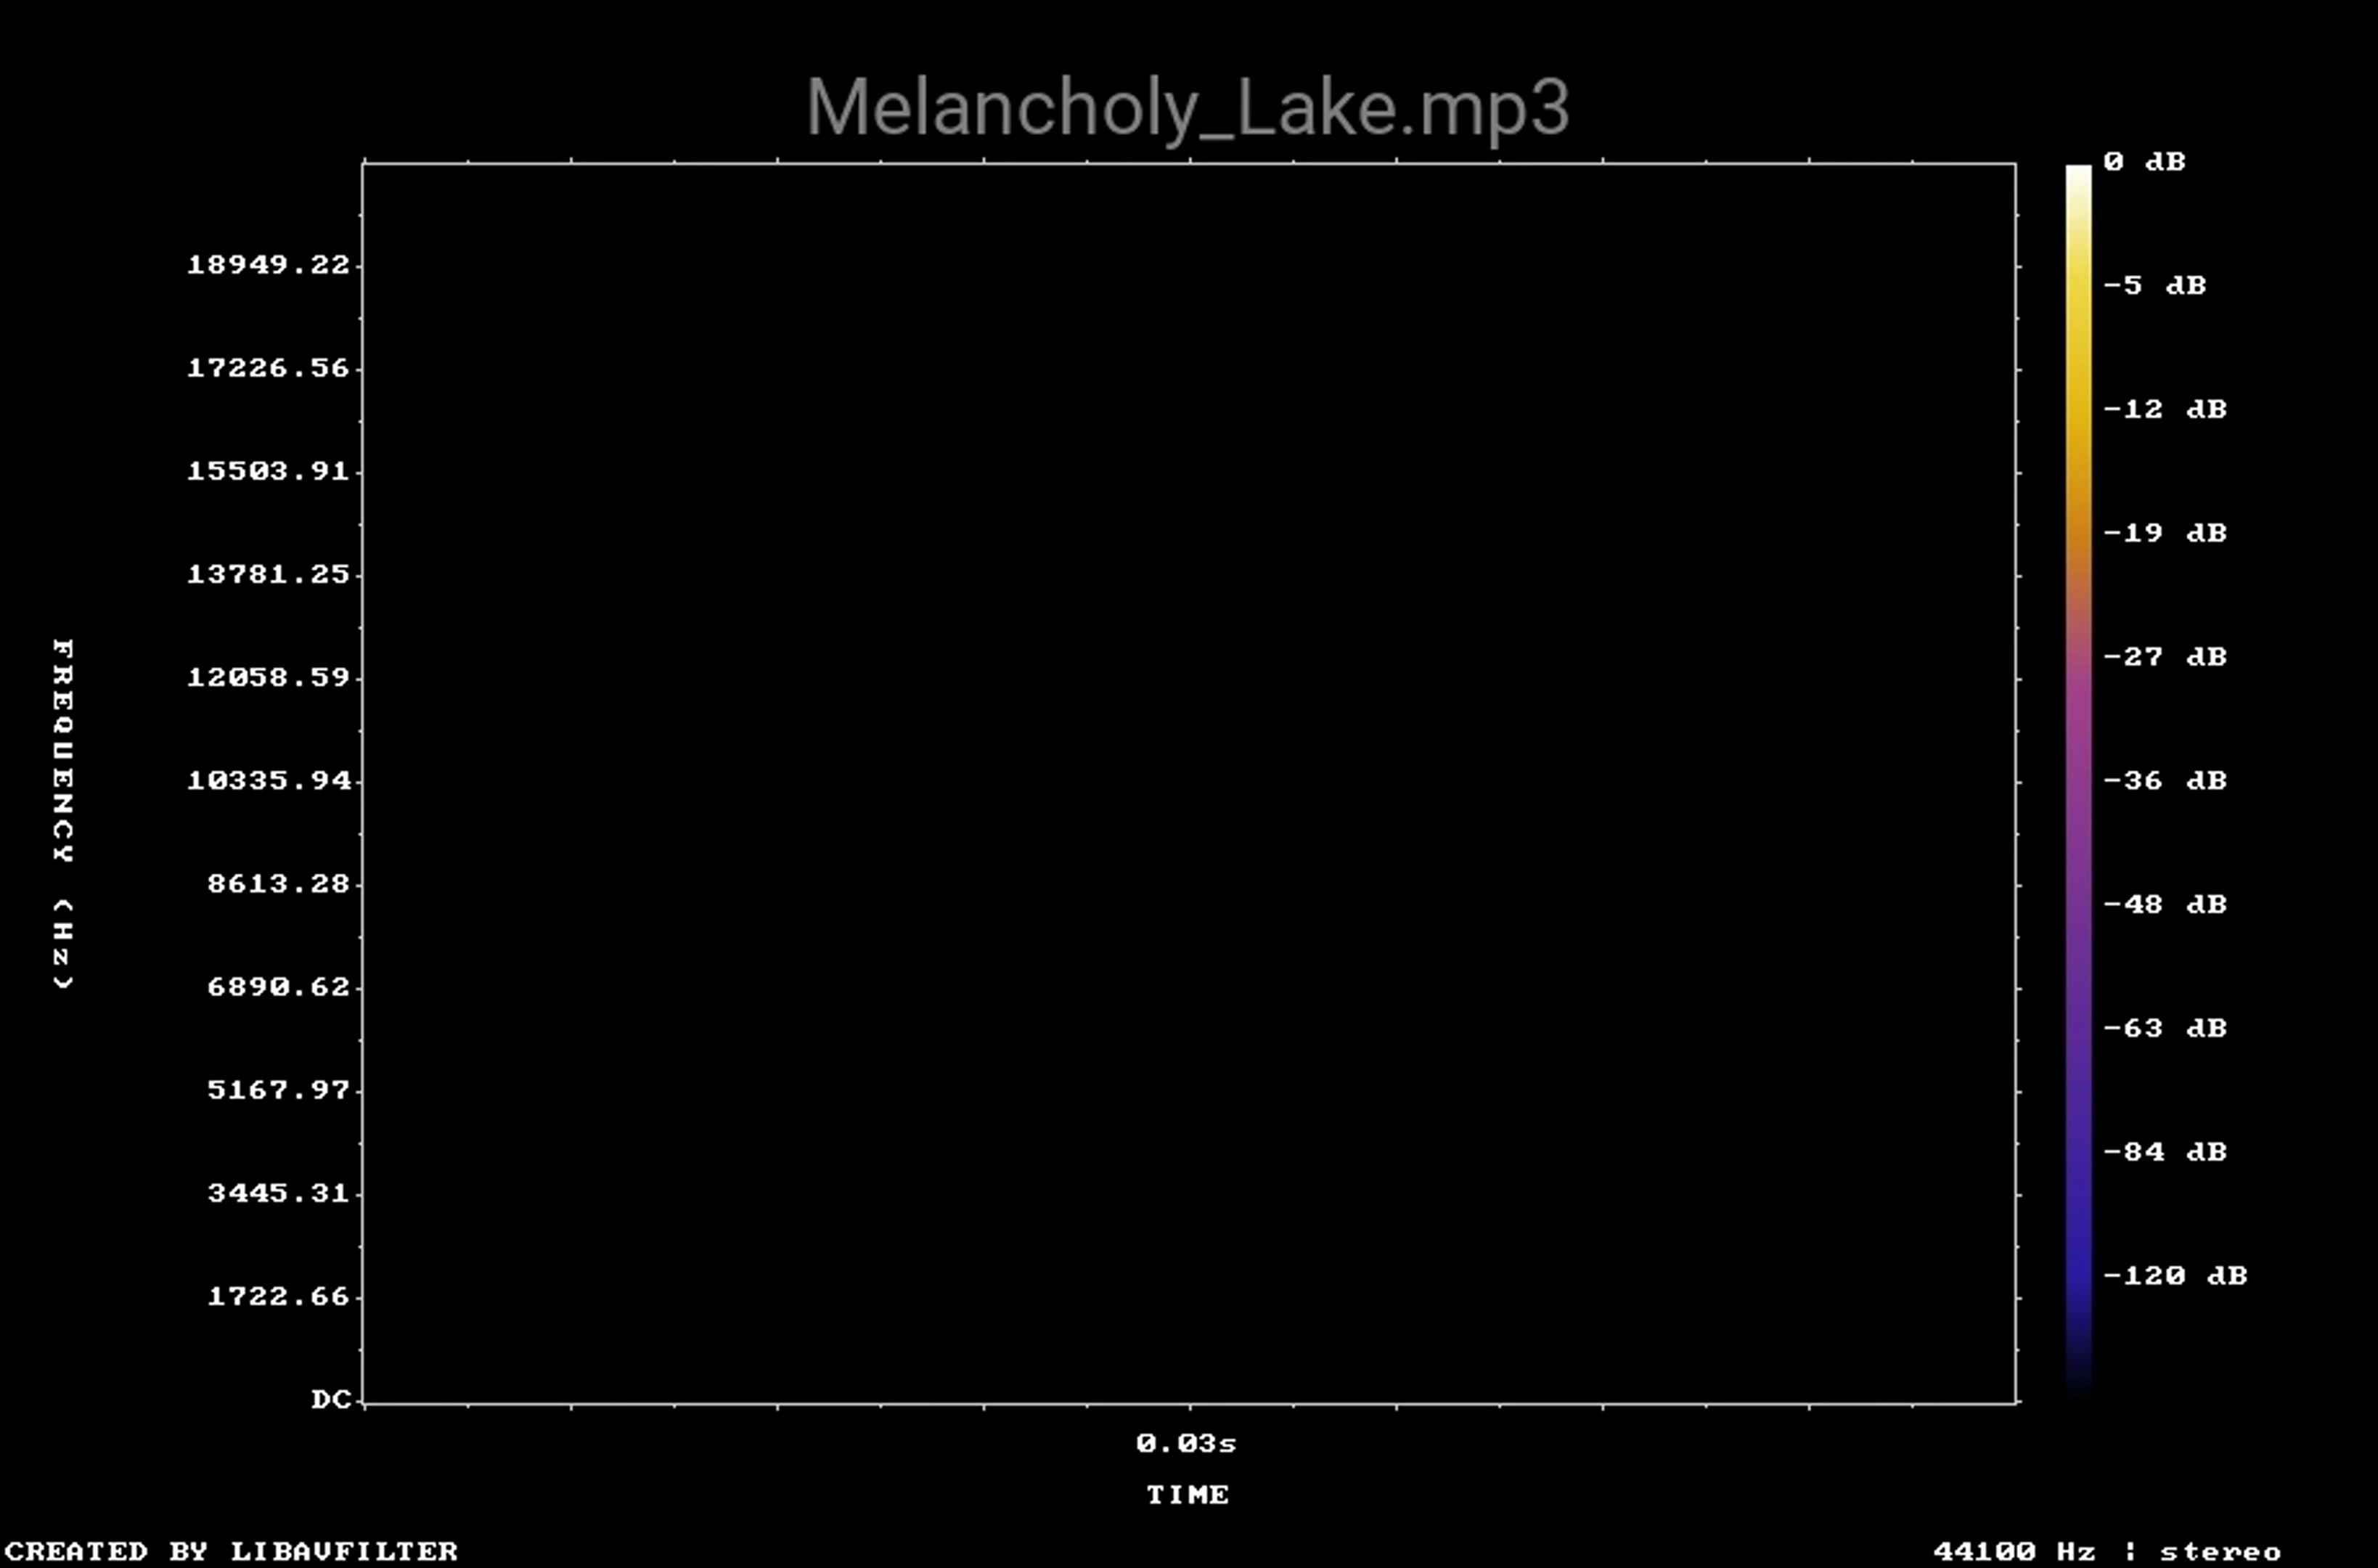 Melancholy_Lake.mp3
0 dB
-5 dB
-12 dB
-19 dB
-27 dB
-36 dB
-48 dB
-63 dB
-84 dB
-120 dB
FREQUENCY (Hz)
18949.22
17226.56
15503.91
13781.25
12058.59
10335.94
8613.28
6890.62
5167.97
3445.31
1722.66
DC
0.03s
TIME
CREATED BY LIBAVFILTER
44100 Hz | stereo